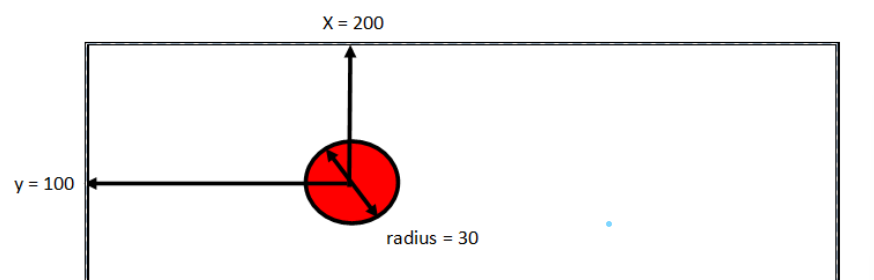 X = 200
y = 100
radius = 30